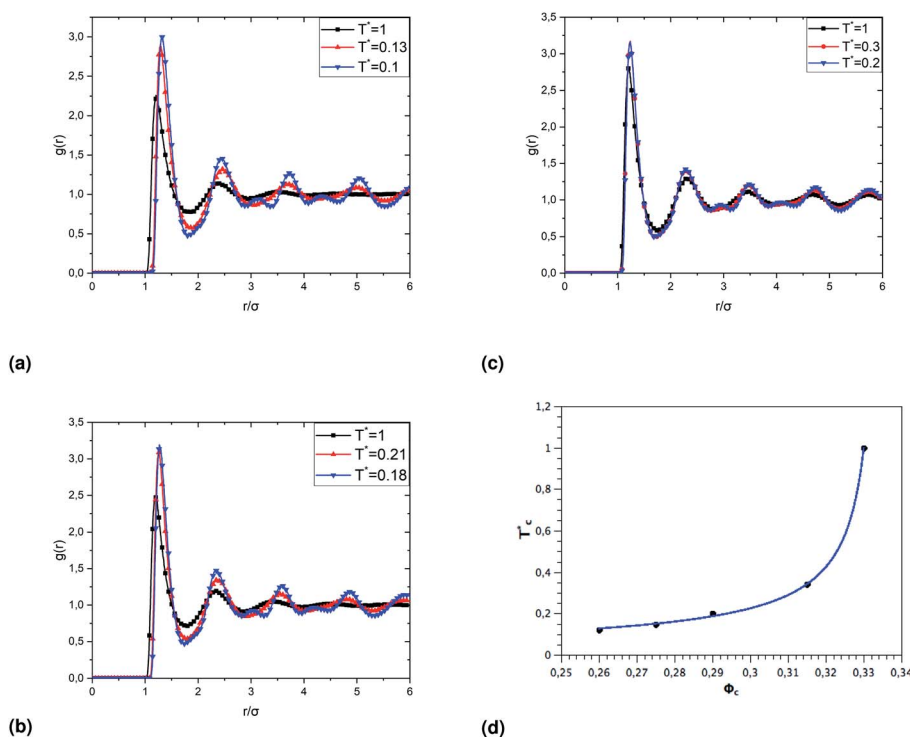 T*=1
T*=0.13
T*=0.1
g(r)
3,0
2,5
2,0
1,5
1,0
0,5
0,0
0 1 2 3 4 5 6
r/σ
(a)
T*=1
T*=0.3
T*=0.2
g(r)
3,5
3,0
2,5
2,0
1,5
1,0
0,5
0,0
0 1 2 3 4 5 6
r/σ
(c)
T*=1
T*=0.21
T*=0.18
g(r)
3,5
3,0
2,5
2,0
1,5
1,0
0,5
0,0
0 1 2 3 4 5 6
r/σ
(b)
T*c
1,2
1
0,8
0,6
0,4
0,2
0
0,25 0,26 0,27 0,28 0,29 0,3 0,31 0,32 0,33 0,34
Φc
(d)